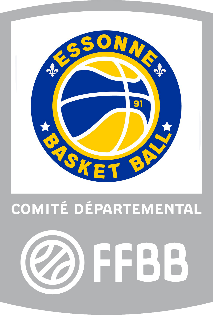 ESSONNE
91
BASKET BALL
COMITÉ DÉPARTEMENTAL
FFBB